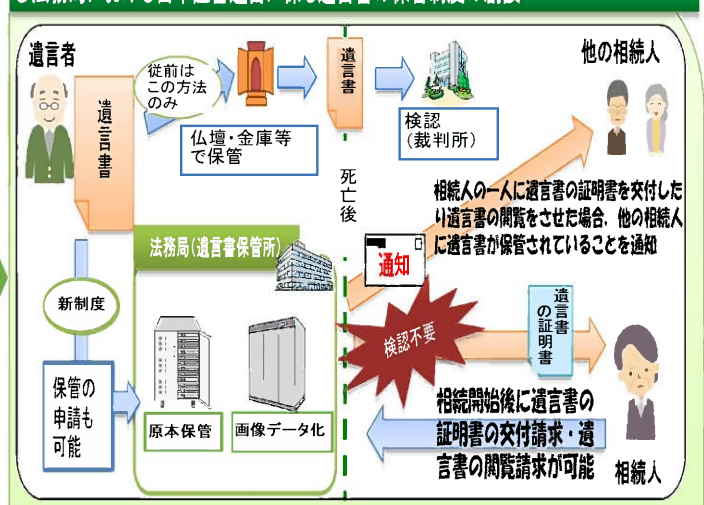 遺言者
遺言書
従前は
この方法
のみ
仏壇・金庫等
で保管
遺言書
検認
(裁判所)
他の相続人
死亡後
相続人の一人に遺言書の証明書を交付した
り遺言書の閲覧をさせた場合,他の相続人
に遺言書が保管されていることを通知
法務局(遺言書保管所)
通知
新制度
保管の
申請も
可能
原本保管
画像データ化
検認不要
遺言書
の証明書
相続開始後に遺言書の
証明書の交付請求・遺
言書の閲覧請求が可能
相続人